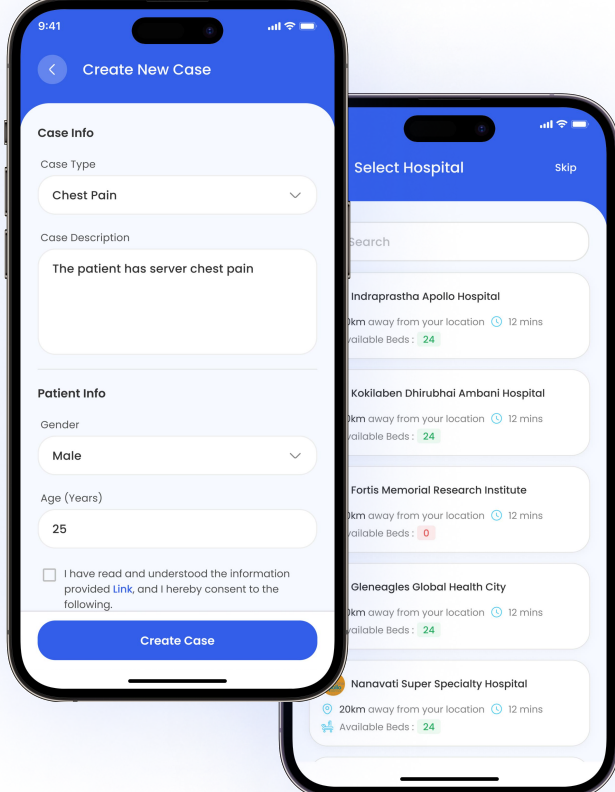 9:41
Create New Case
Case Info
Case Type
Chest Pain
Case Description
The patient has server chest pain
Patient Info
Gender
Male
Age (Years)
25
I have read and understood the information
provided Link, and I hereby consent to the
following.
Create Case
Select Hospital
Skip
Search
Indraprastha Apollo Hospital
away from your location 12 mins
Beds : 24
Kokilaben Dhirubhai Ambani Hospital
away from your location 12 mins
Beds : 24
Fortis Memorial Research Institute
away from your location 12 mins
Beds : 0
Gleneagles Global Health City
away from your location 12 mins
Beds : 24
Nanavati Super Specialty Hospital
20km away from your location 12 mins
Available Beds : 24